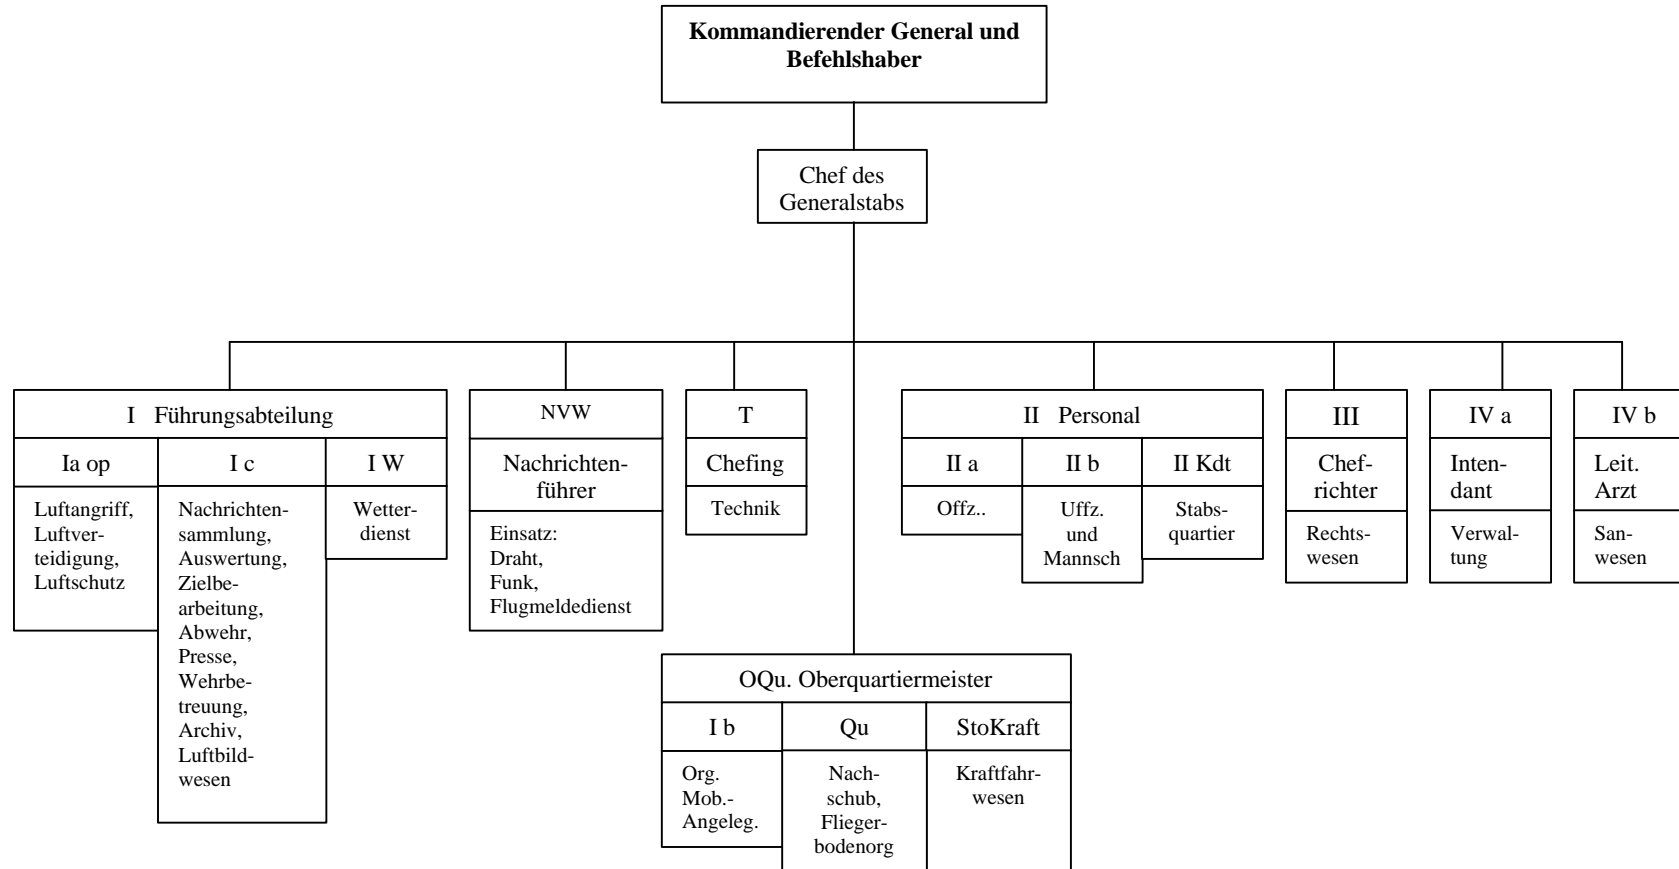 Kommandierender General und
Befehlshaber
Chef des
Generalstabs
I Führungsabteilung
Ia op
Luftangriff,
Luftver-
teidigung,
Luftschutz
I c
Nachrichten-
sammlung,
Auswertung,
Zielbe-
arbeitung,
Abwehr,
Presse,
Wehrbe-
treuung,
Archiv,
Luftbild-
wesen
I W
Wetter-
dienst
NVW
Nachrichten-
führer
Einsatz:
Draht,
Funk,
Flugmeldedienst
T
Chefing
Technik
II Personal
II a
Offz..
II b
Uffz.
und
Mannsch
II Kdt
Stabs-
quartier
III
Chef-
richter
Rechts-
wesen
IV a
Inten-
dant
Verwal-
tung
IV b
Leit.
Arzt
San-
wesen
OQu. Oberquartiermeister
I b
Org.
Mob.-
Angeleg.
Qu
Nach-
schub,
Flieger-
bodenorg
StoKraft
Kraftfahr-
wesen